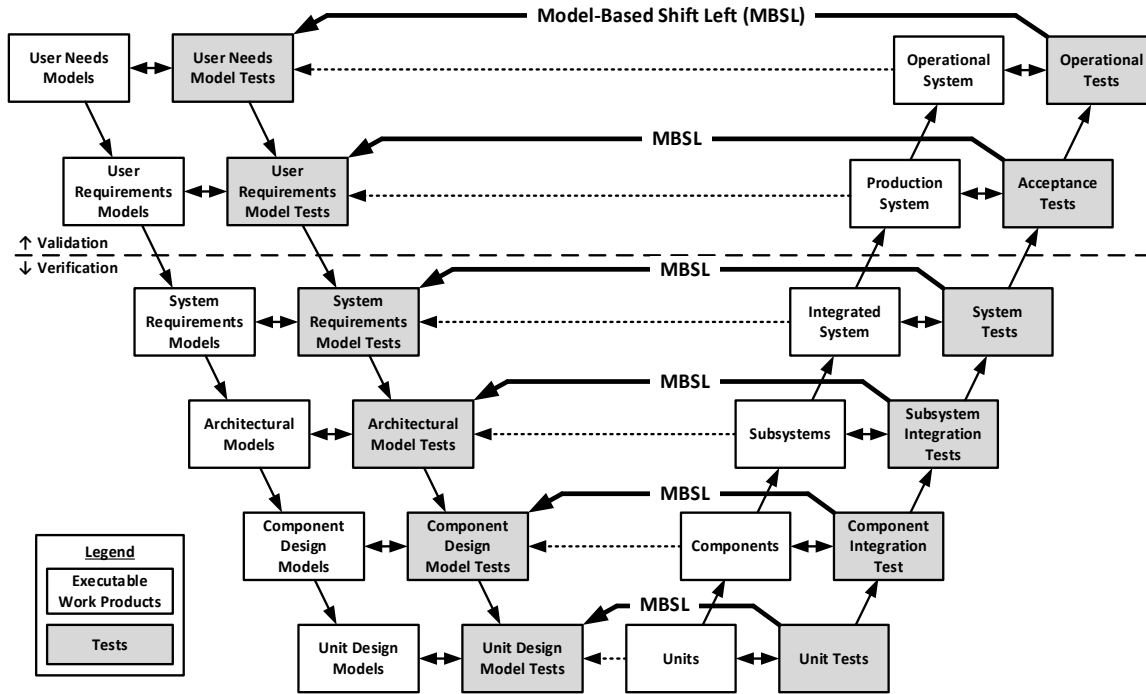 Model-Based Shift Left (MBSL)
User Needs
Models
User Needs
Model Tests
Operational
System
Operational
Tests
MBSL
User
Requirements
Models
User
Requirements
Model Tests
Production
System
Acceptance
Tests
↑ Validation
↓ Verification
MBSL
System
Requirements
Models
System
Requirements
Model Tests
Integrated
System
System
Tests
MBSL
Architectural
Models
Architectural
Model Tests
Subsystems
Subsystem
Integration
Tests
MBSL
Component
Design
Models
Component
Design
Model Tests
Components
Component
Integration
Test
MBSL
Unit Design
Models
Unit Design
Model Tests
Units
Unit Tests
Legend
Executable
Work Products
Tests